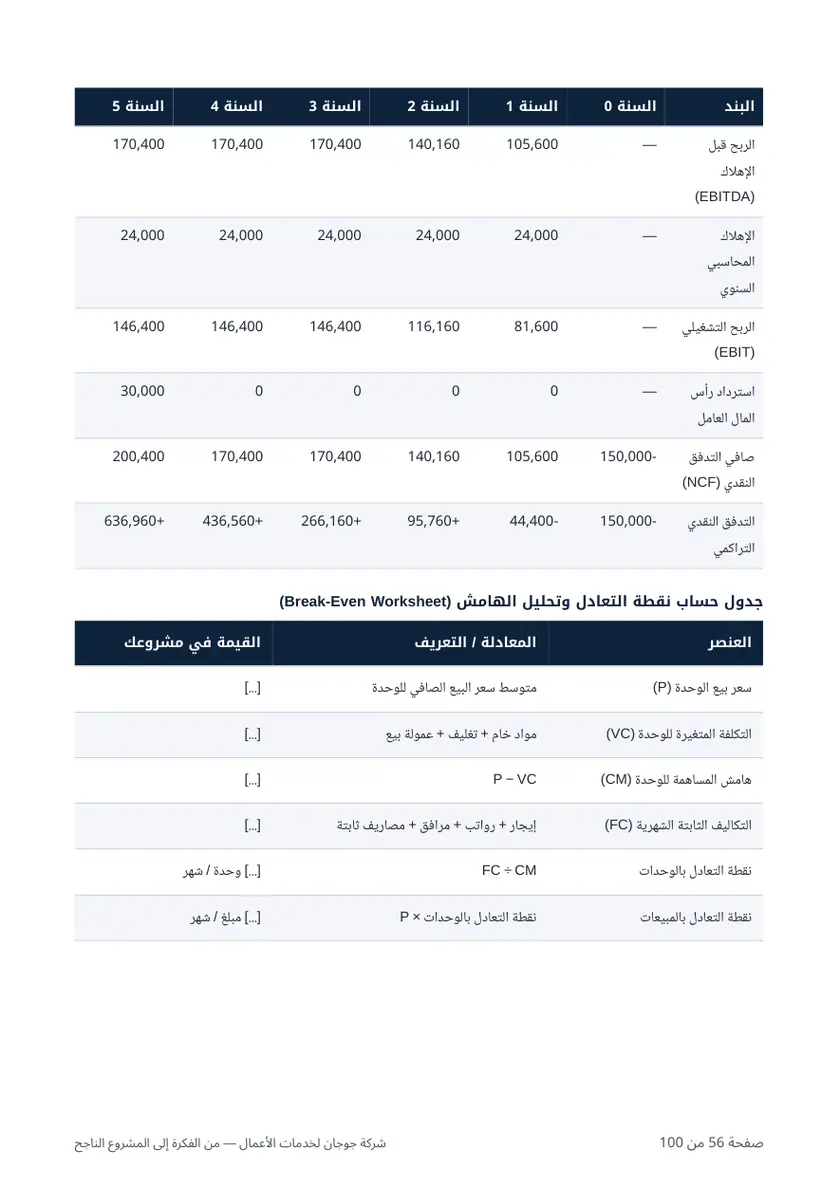 البند السنة 0 السنة 1 السنة 2 السنة 3 السنة 4 السنة 5
الربح قبل — 105,600 140,160 170,400 170,400 170,400
الإهلاك
(EBITDA)
الإهلاك — 24,000 24,000 24,000 24,000 24,000
المحاسبي
السنوي
الربح التشغيلي — 81,600 116,160 146,400 146,400 146,400
(EBIT)
استرداد رأس — 0 0 0 0 30,000
المال العامل
صافي التدفق 150,000- 105,600 140,160 170,400 170,400 200,400
النقدي (NCF)
التدفق النقدي 150,000- 44,400- 95,760+ 266,160+ 436,560+ 636,960+
التراكمي
جدول حساب نقطة التعادل وتحليل الهامش (Break-Even Worksheet)
العنصر المعادلة / التعريف القيمة في مشروعك
سعر بيع الوحدة (P) متوسط سعر البيع الصافي للوحدة [...]
التكلفة المتغيرة للوحدة (VC) مواد خام + تغليف + عمولة بيع [...]
هامش المساهمة للوحدة (CM) P − VC [...]
التكاليف الثابتة الشهرية (FC) إيجار + رواتب + مرافق + مصاريف ثابتة [...]
نقطة التعادل بالوحدات FC ÷ CM [...] وحدة / شهر
نقطة التعادل بالمبيعات نقطة التعادل بالوحدات × P [...] مبلغ / شهر
صفحة 56 من 100 شركة جوجان لخدمات الأعمال — من الفكرة إلى المشروع الناجح